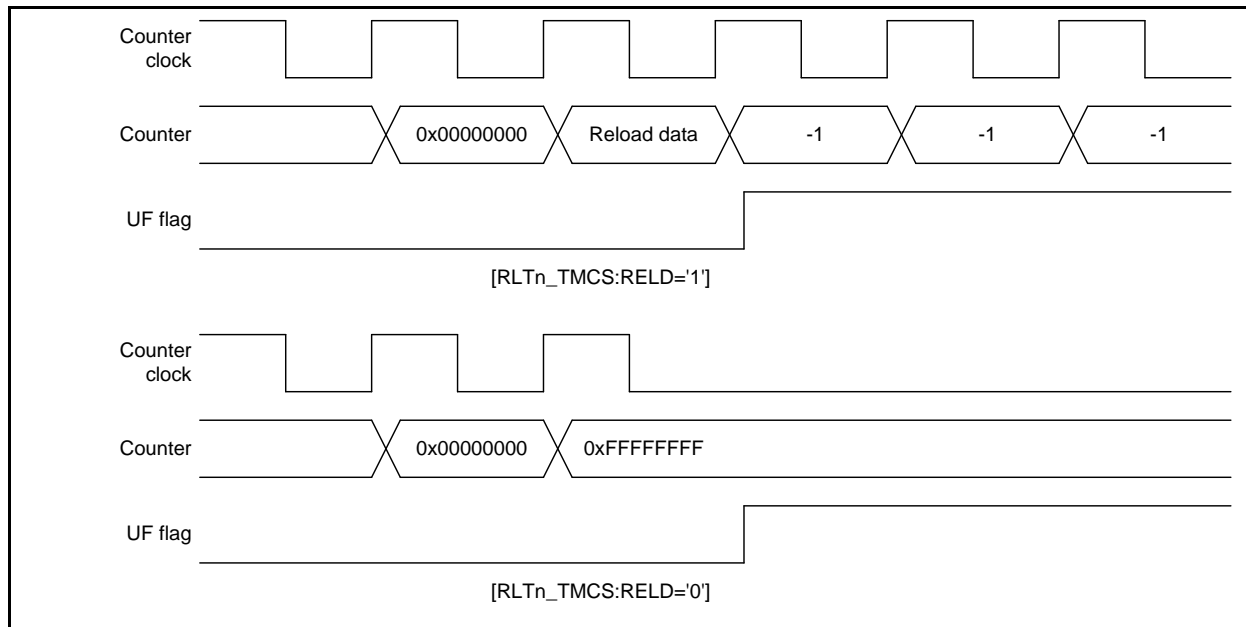 Counter
clock
Counter 0x00000000 Reload data -1 -1 -1
UF flag
[RLTn_TMCS:RELD='1']
Counter
clock
Counter 0x00000000 0xFFFFFFFF
UF flag
[RLTn_TMCS:RELD='0']